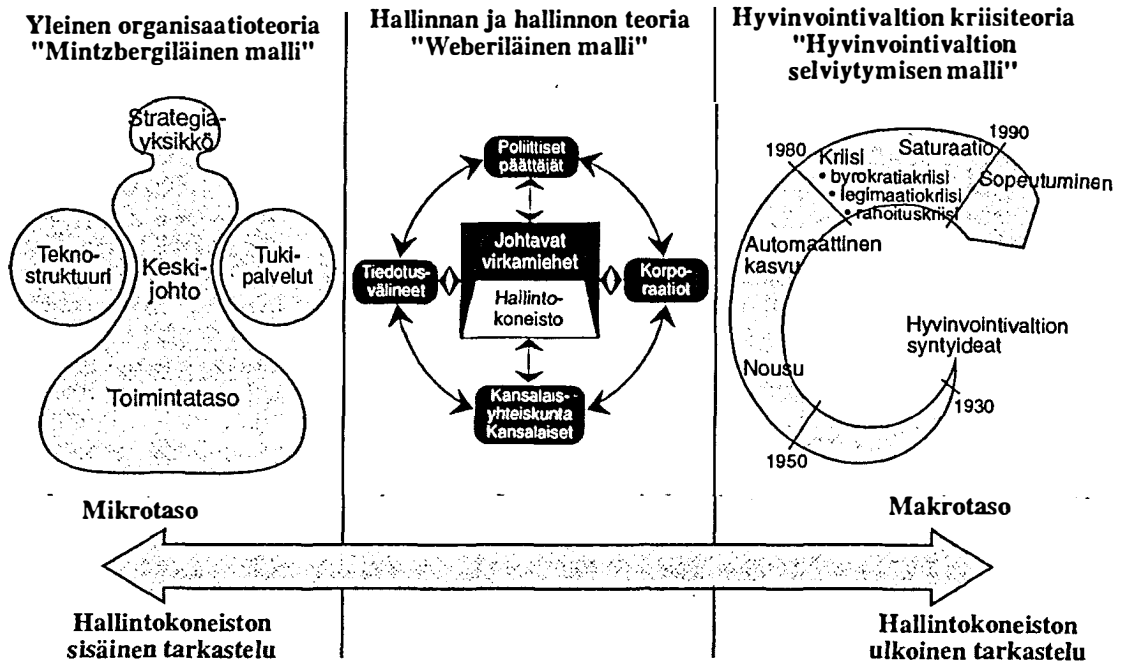 Yleinen organisaatioteoria
"Mintzbergiläinen malli"
Strategia-
yksikkö
Tekno-
struktuuri
Keski-
johto
Tuki-
palvelut
Toimintataso
Hallinnan ja hallinnon teoria
"Weberiläinen malli"
Poliittiset
päättäjät
Johtavat
virkamiehet
Tiedotus-
välineet
Korpo-
raatiot
Hallinto-
koneisto
Kansalais-
yhteiskunta
Kansalaiset
Hyvinvointivaltion kriisiteoria
"Hyvinvointivaltion
selviytymisen malli"
1990
1980
Saturaatio
Kriisi
• byrokratiakriisi
• legimaatiokriisi
• rahoituskriisi
Sopeutuminen
Automaattinen
kasvu
Hyvinvointivaltion
syntyideat
Nousu
1930
1950
Mikrotaso
Makrotaso
Hallintokoneiston
sisäinen tarkastelu
Hallintokoneiston
ulkoinen tarkastelu